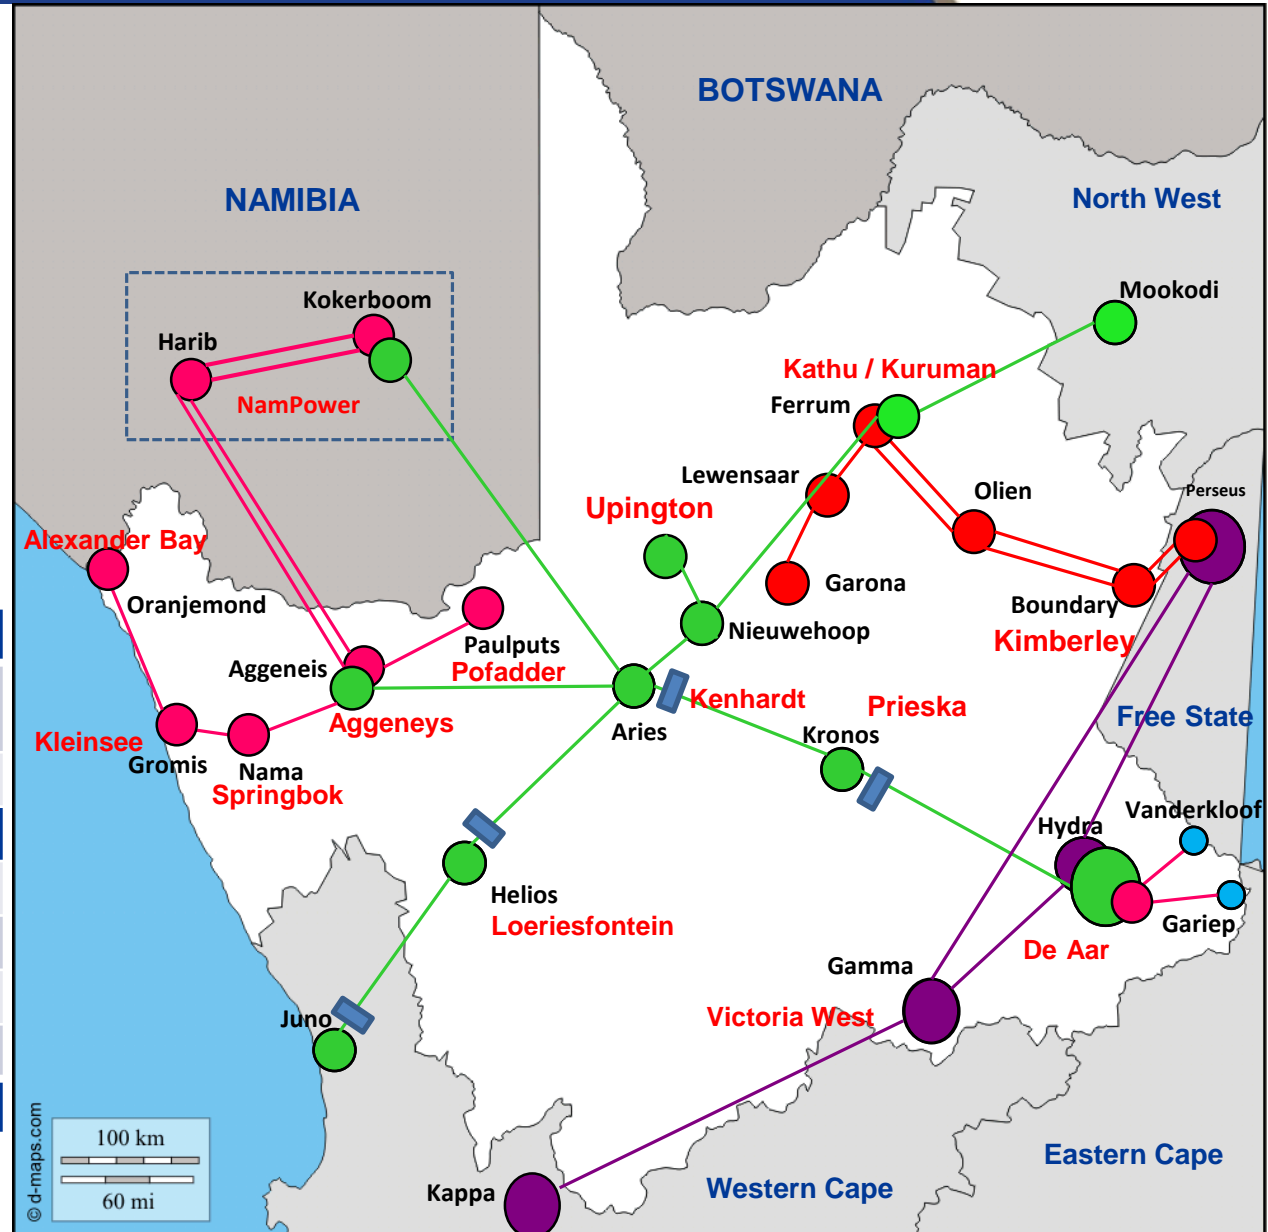 BOTSWANA
NAMIBIA
North West
Mookodi
Kokerboom
Harib
Kathu / Kuruman
NamPower
Ferrum
Lewensaar
Olien
Perseus
Upington
Alexander Bay
Garona
Oranjemond
Boundary
Nieuwehoop
Kimberley
Paulputs
Aggeneis
Pofadder
Kenhardt
Prieska
Free State
Aggeneys
Aries
Kronos
Kleinsee
Gromis
Nama
Springbok
Vanderkloof
Hydra
Helios
Loeriesfontein
Gariep
De Aar
Gamma
Victoria West
Juno
100 km
60 mi
© d-maps.com
Eastern Cape
Kappa
Western Cape